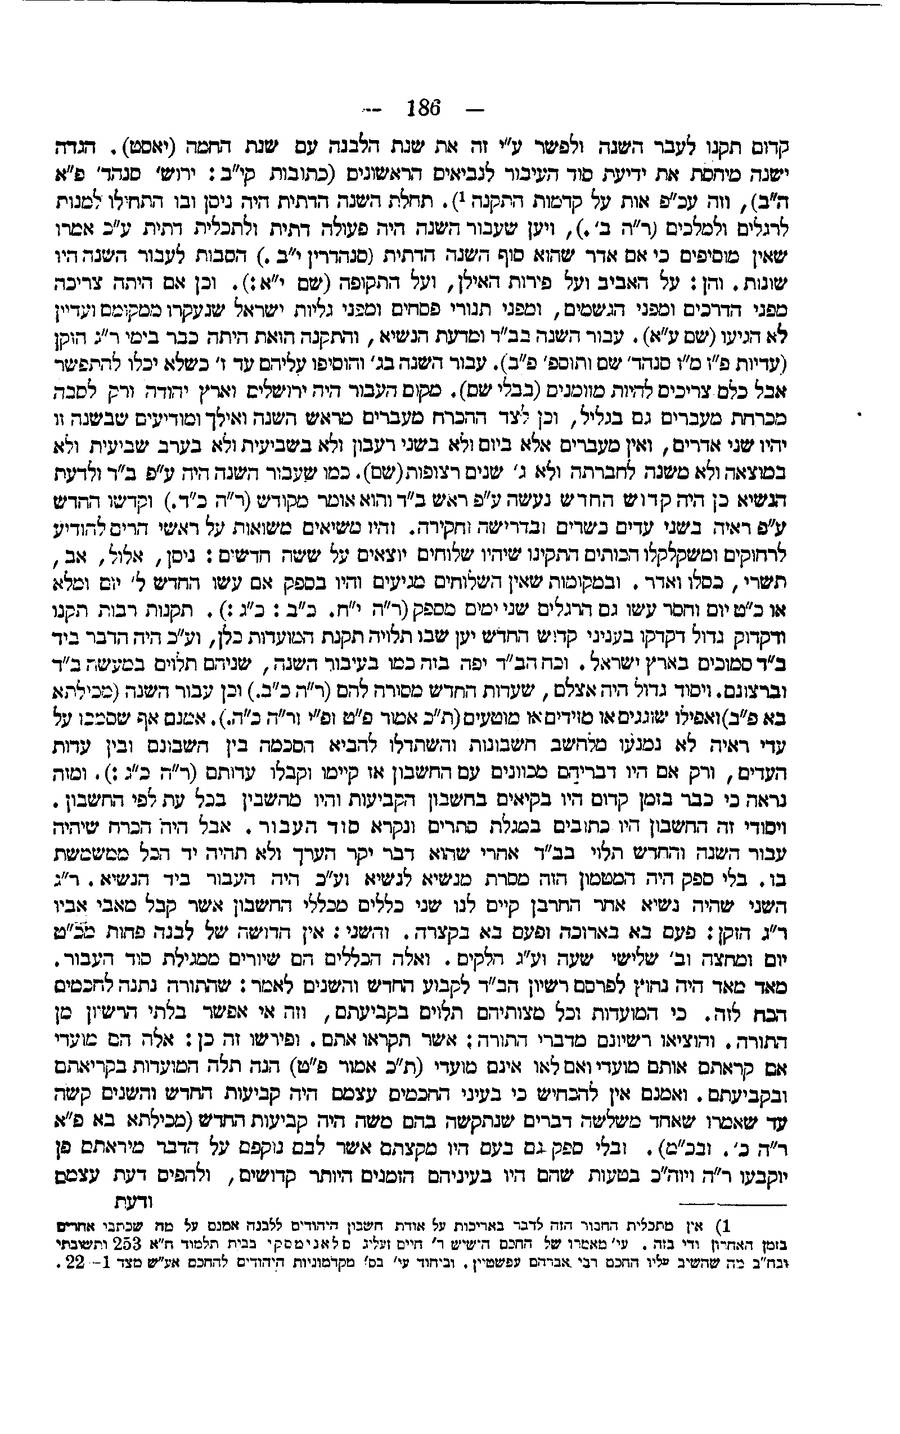 — 186 —
קדום תקנו לעבר השנה ולפשר ע"י זה את שנת הלבנה עם שנת החמה (יאסט). הגדה
ישנה מיחסת את ידיעת סוד העיבור לנביאים הראשונים (כתובות קי"ב: ירוש' סנהד' פ"א
ה"ב), וזה עכ"פ אות על קדמות התקנה 1). תחלת השנה הדתית היה ניסן ובו התחילו למנות
לרגלים ולמלכים (ר"ה ב'.), ויען שעבור השנה היה פעולה דתית ולתכלית דתית ע"כ אמרו
שאין מוסיפים כי אם אדר שהוא סוף השנה הדתית (סנהדרין י"ב.) הסבות לעבור השנה היו
שונות. והן: על האביב ועל פירות האילן, ועל התקופה (שם י"א:). וכן אם היתה צריכה
מפני הדרכים ומפני הגשמים, ומפני תנורי פסחים ומפני גליות ישראל שנעקרו ממקומם ועדיין
לא הגיעו (שם ע"א). עבור השנה בב"ד ומדעת הנשיא, והתקנה הזאת היתה כבר בימי ר"ג הזקן
(עדיות פ"ז מ"ז סנהד' שם ותוספ' פ"ב). עבור השנה בג' והוסיפו עליהם עד ז' כשלא יכלו להתפשר
אבל כלם צריכים להיות מזומנים (בבלי שם). מקום העבור היה ירושלים וארץ יהודה ורק לסבה
מכרחת מעברים גם בגליל, וכן לצד ההכרח מעברים מראש השנה ואילך ומודיעים שבשנה זו
יהיו שני אדרים, ואין מעברים אלא ביום ולא בשני רעבון ולא בשביעית ולא בערב שביעית ולא
במוצאה ולא משנה לחברתה ולא ג' שנים רצופות (שם). כמו שעבור השנה היה ע"פ ב"ד ולדעת
הנשיא כן היה קדוש החדש נעשה ע"פ ראש ב"ד והוא אומר מקודש (ר"ה כ"ד.) וקדשו החדש
ע"פ ראיה בשני עדים כשרים ובדרישה וחקירה. והיו משיאים משואות על ראשי הרים להודיע
לרחוקים ומשקלקלו הכותים התקינו שיהיו שלוחים יוצאים על ששה חדשים: ניסן, אלול, אב,
תשרי, כסלו ואדר. ובמקומות שאין השלוחים מגיעים והיו בספק אם עשו החדש ל' יום ומלא
או כ"ט יום וחסר עשו גם הרגלים שני ימים מספק (ר"ה י"ח. כ"ב: כ"ג:). תקנות רבות תקנו
ודקדוק גדול דקדקו בעניני קדוש החדש יען שבו תלויה תקנת המועדות כלן, וע"כ היה הדבר ביד
ב"ד סמוכים בארץ ישראל. וכח הב"ד יפה בזה כמו בעיבור השנה, שניהם תלוים במעשה ב"ד
וברצונם. ויסוד גדול היה אצלם, שעדות החדש מסורה להם (ר"ה כ"ב.) וכן עבור השנה (מכילתא
בא פ"ב) ואפילו שוגגים או מזידים או מוטעים (ת"כ אמור פ"ט ופ"י ור"ה כ"ה.). אמנם אף שסמכו על
עדי ראיה לא נמנעו מלחשב חשבונות והשתדלו להביא הסכמה בין חשבונם ובין עדות
העדים, ורק אם היו דבריהם מכוונים עם החשבון אז קיימו וקבלו עדותם (ר"ה כ"ג:). ומזה
נראה כי כבר בזמן קדום היו בקיאים בחשבון הקביעות והיו מחשבין בכל עת לפי החשבון.
ויסודי זה החשבון היו כתובים במגלת סתרים ונקרא סוד העבור. אבל היה הכרח שיהיה
עבור השנה והחדש תלוי בב"ד אחרי שהוא דבר יקר הערך ולא תהיה יד הכל ממשמשת
בו. בלי ספק היה המטמון הזה מסרת מנשיא לנשיא וע"כ היה העבור ביד הנשיא. ר"ג
השני שהיה נשיא אחר החרבן קיים לנו שני כללים מכללי החשבון אשר קבל מאבי אביו
ר"ג הזקן: פעם בא בארוכה ופעם בא בקצרה. והשני: אין חדושה של לבנה פחות מכ"ט
יום ומחצה וב' שלישי שעה וע"ג חלקים. ואלה הכללים הם שיורים ממגילת סוד העבור.
מאד מאד היה נחוץ לפרסם רשיון הב"ד לקבוע החדש והשנים לאמר: שהתורה נתנה לחכמים
הכח לזה. כי המועדות וכל מצותיהם תלוים בקביעתם, וזה אי אפשר בלתי הרשיון מן
התורה. והוציאו רשיונם מדברי התורה: אשר תקראו אתם. ופירשו זה כן: אלה הם מועדי
אם קראתם אותם מועדי ואם לאו אינם מועדי (ת"כ אמור פ"ט) הנה תלה המועדות בקריאתם
ובקביעתם. ואמנם אין להכחיש כי בעיני החכמים עצמם היה קביעות החדש והשנים קשה
עד שאמרו שאחד משלשה דברים שנתקשה בהם משה היה קביעות החדש (מכילתא בא פ"א
ר"ה כ'. ובכ"מ). ובלי ספק גם בעם היו מקצתם אשר לבם נוקפם על הדבר מיראתם פן
יוקבעו ר"ה ויוה"כ בטעות שהם היו בעיניהם הזמנים היותר קדושים, ולהפים דעת עצמם
ודעת
1) אין מתכלית החבור הזה לדבר באריכות על אודת חשבון היהודים ללבנה אמנם על מה שכתבו אחרים
בזמן האחרון ודי בזה. עי' מאמרו של החכם הישיש ר' חיים זעליג סלאנימסקי בבית תלמוד ח"א 253 ותשובתי
ובח"ב מה שהשיב עליו החכם רבי אברהם עפשטיין. וביחוד עי' בס' מקדמוניות היהודים להחכם אע"ש מצד 1–22.